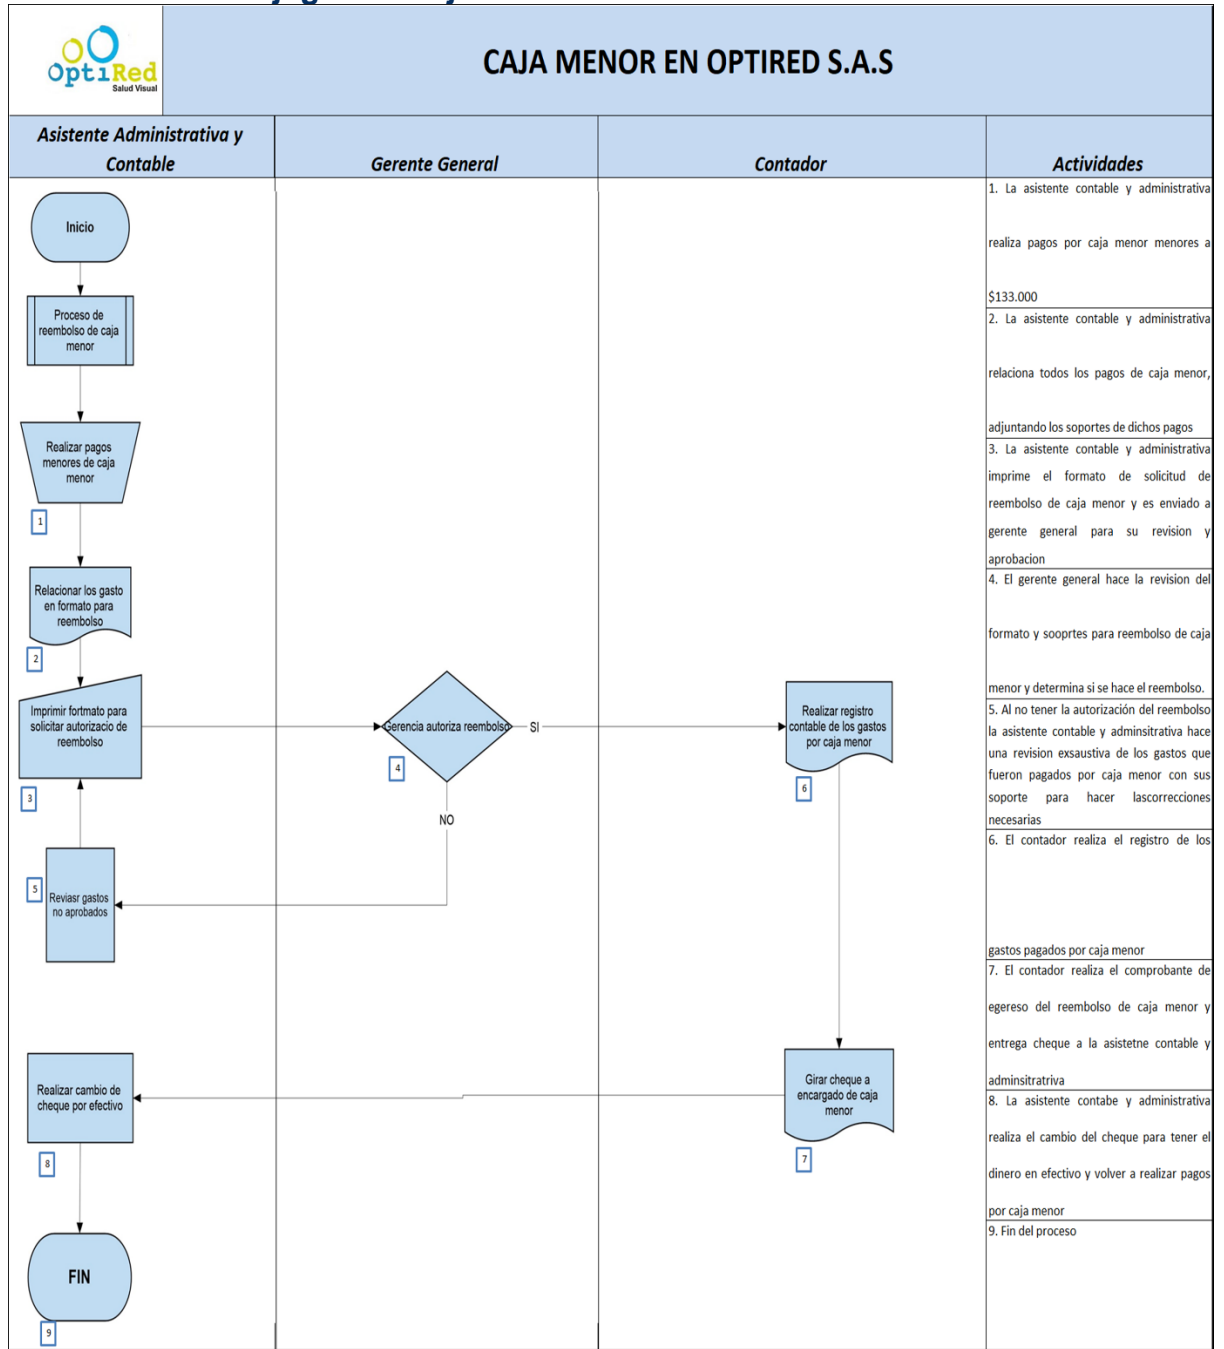 OptiRed
Salud Visual
CAJA MENOR EN OPTIRED S.A.S
Asistente Administrativa y
Contable
Gerente General
Contador
Actividades
Inicio
Proceso de
reembolso de caja
menor
Realizar pagos
menores de caja
menor
1
Relacionar los gasto
en formato para
reembolso
2
Imprimir fortmato para
solicitar autorizacio de
reembolso
3
Gerencia autoriza reembolso
4
SI
NO
Realizar registro
contable de los gastos
por caja menor
6
5
Reviasr gastos
no aprobados
Girar cheque a
encargado de caja
menor
7
Realizar cambio de
cheque por efectivo
8
FIN
9
1. La asistente contable y administrativa
realiza pagos por caja menor menores a
$133.000
2. La asistente contable y administrativa
relaciona todos los pagos de caja menor,
adjuntando los soportes de dichos pagos
3. La asistente contable y administrativa
imprime el formato de solicitud de
reembolso de caja menor y es enviado a
gerente general para su revision y
aprobacion
4. El gerente general hace la revision del
formato y sooprtes para reembolso de caja
menor y determina si se hace el reembolso.
5. Al no tener la autorización del reembolso
la asistente contable y adminsitrativa hace
una revision exsaustiva de los gastos que
fueron pagados por caja menor con sus
soporte para hacer lascorrecciones
necesarias
6. El contador realiza el registro de los
gastos pagados por caja menor
7. El contador realiza el comprobante de
egereso del reembolso de caja menor y
entrega cheque a la asistetne contable y
adminsitratriva
8. La asistente contabe y administrativa
realiza el cambio del cheque para tener el
dinero en efectivo y volver a realizar pagos
por caja menor
9. Fin del proceso